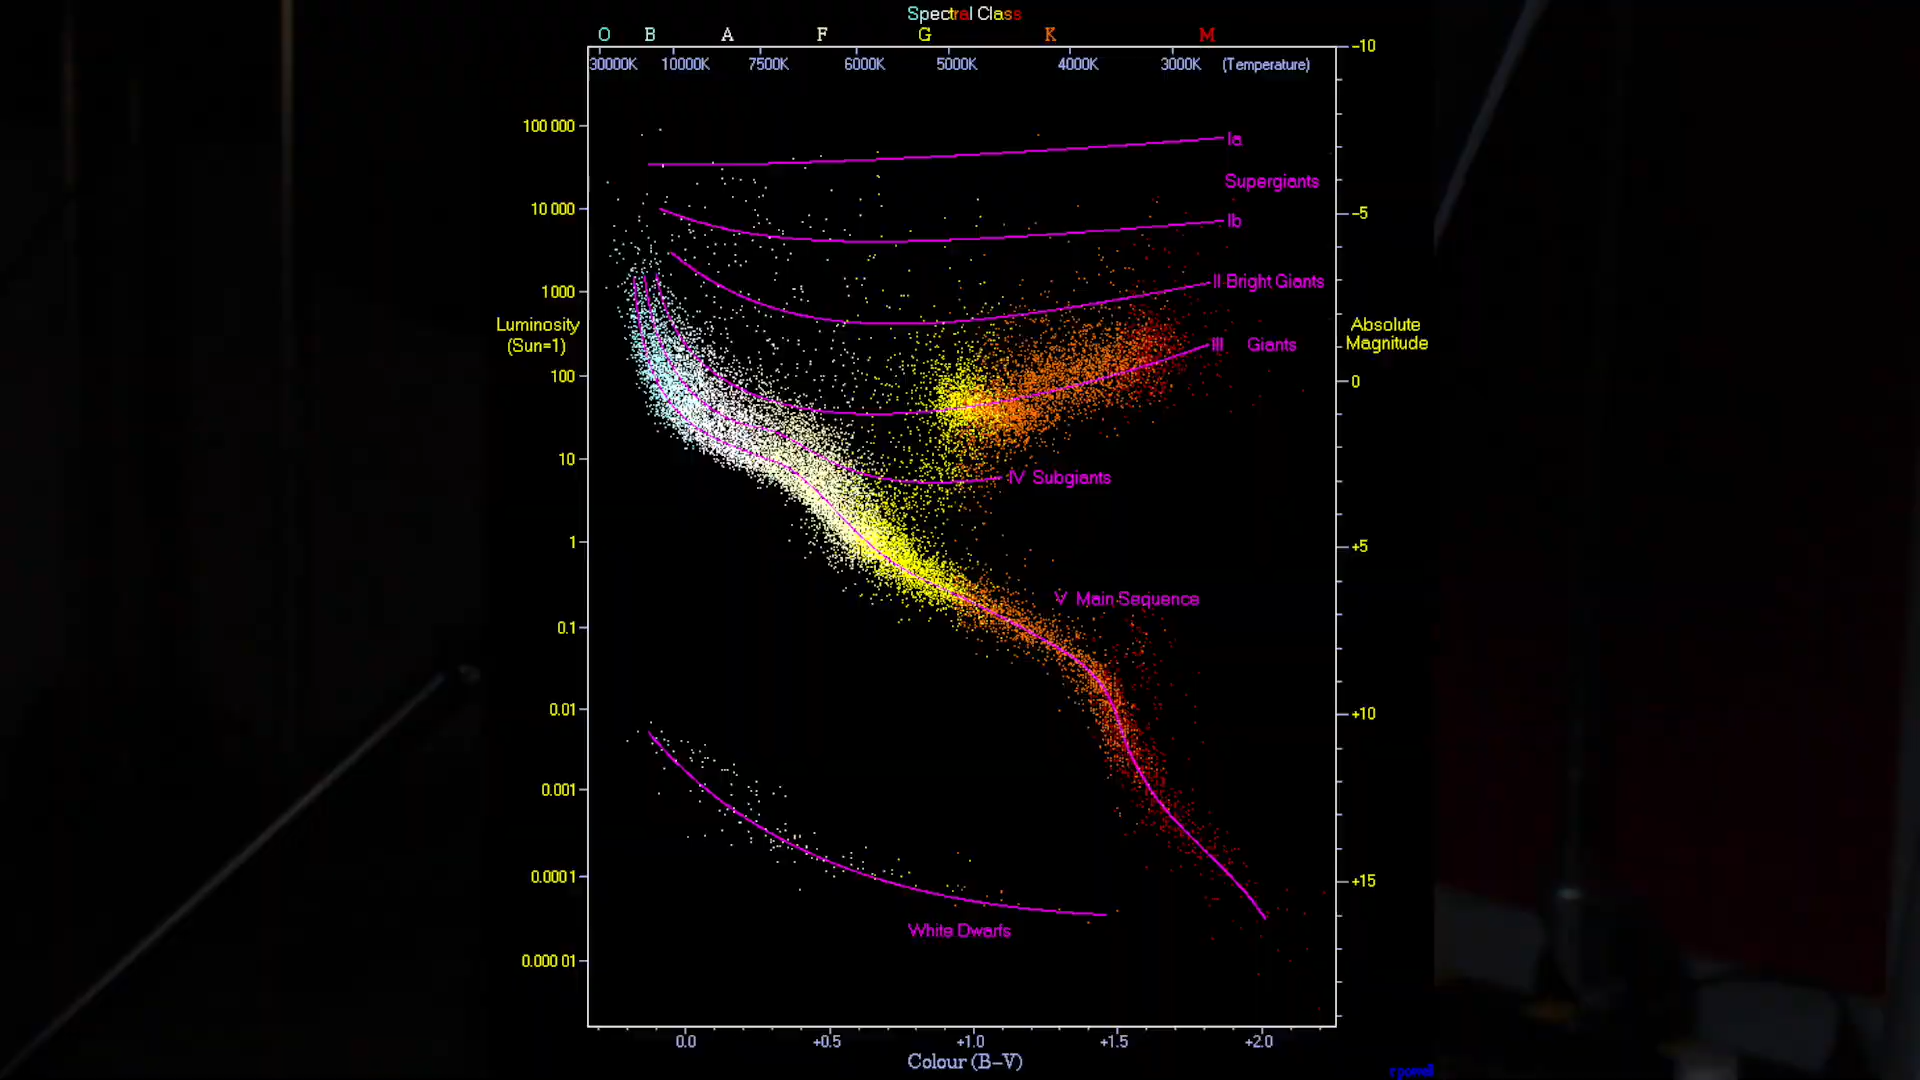 Spectral Class
O B A F G K M
30000K 10000K 7500K 6000K 5000K 4000K 3000K (Temperature)
-10
100 000
Ia
Supergiants
10 000
-5
Ib
1 000
II Bright Giants
Luminosity
(Sun=1)
Absolute
Magnitude
III Giants
100
0
10
IV Subgiants
1
+5
V Main Sequence
0.1
0.01
+10
0.001
0.0001
+15
White Dwarfs
0.000 01
0.0 +0.5 +1.0 +1.5 +2.0
Colour (B-V)
rpowell